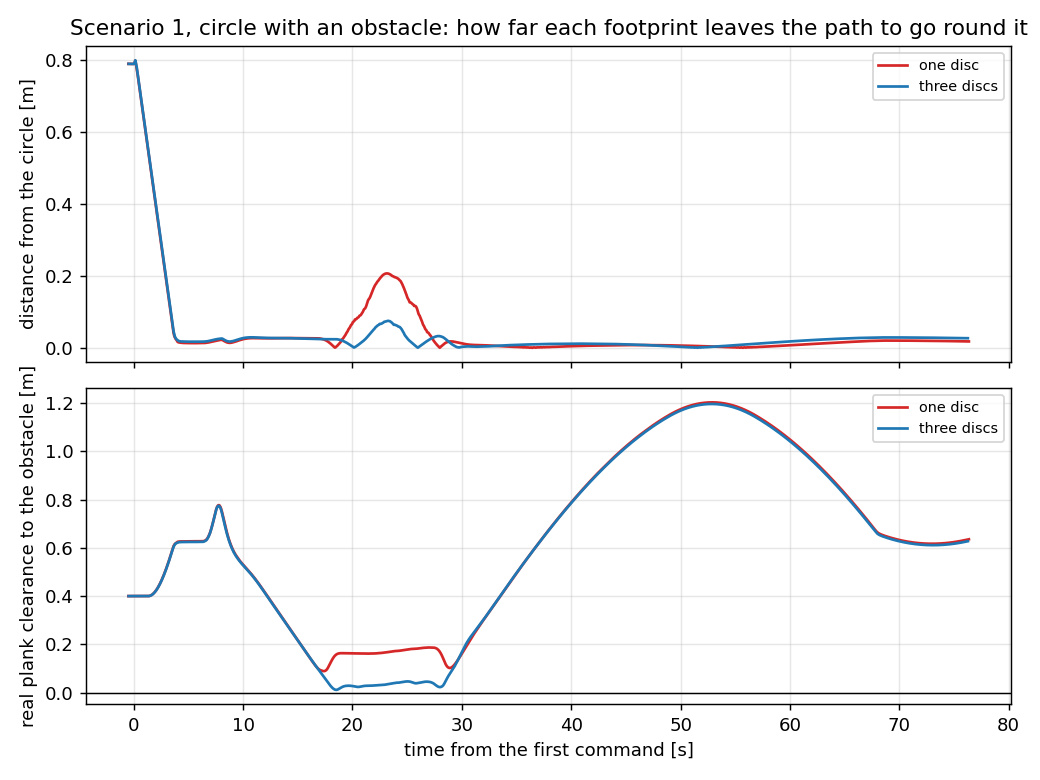 Scenario 1, circle with an obstacle: how far each footprint leaves the path to go round it
distance from the circle [m]
0.8
0.6
0.4
0.2
0.0
one disc
three discs
real plank clearance to the obstacle [m]
1.2
1.0
0.8
0.6
0.4
0.2
0.0
one disc
three discs
0 10 20 30 40 50 60 70 80
time from the first command [s]